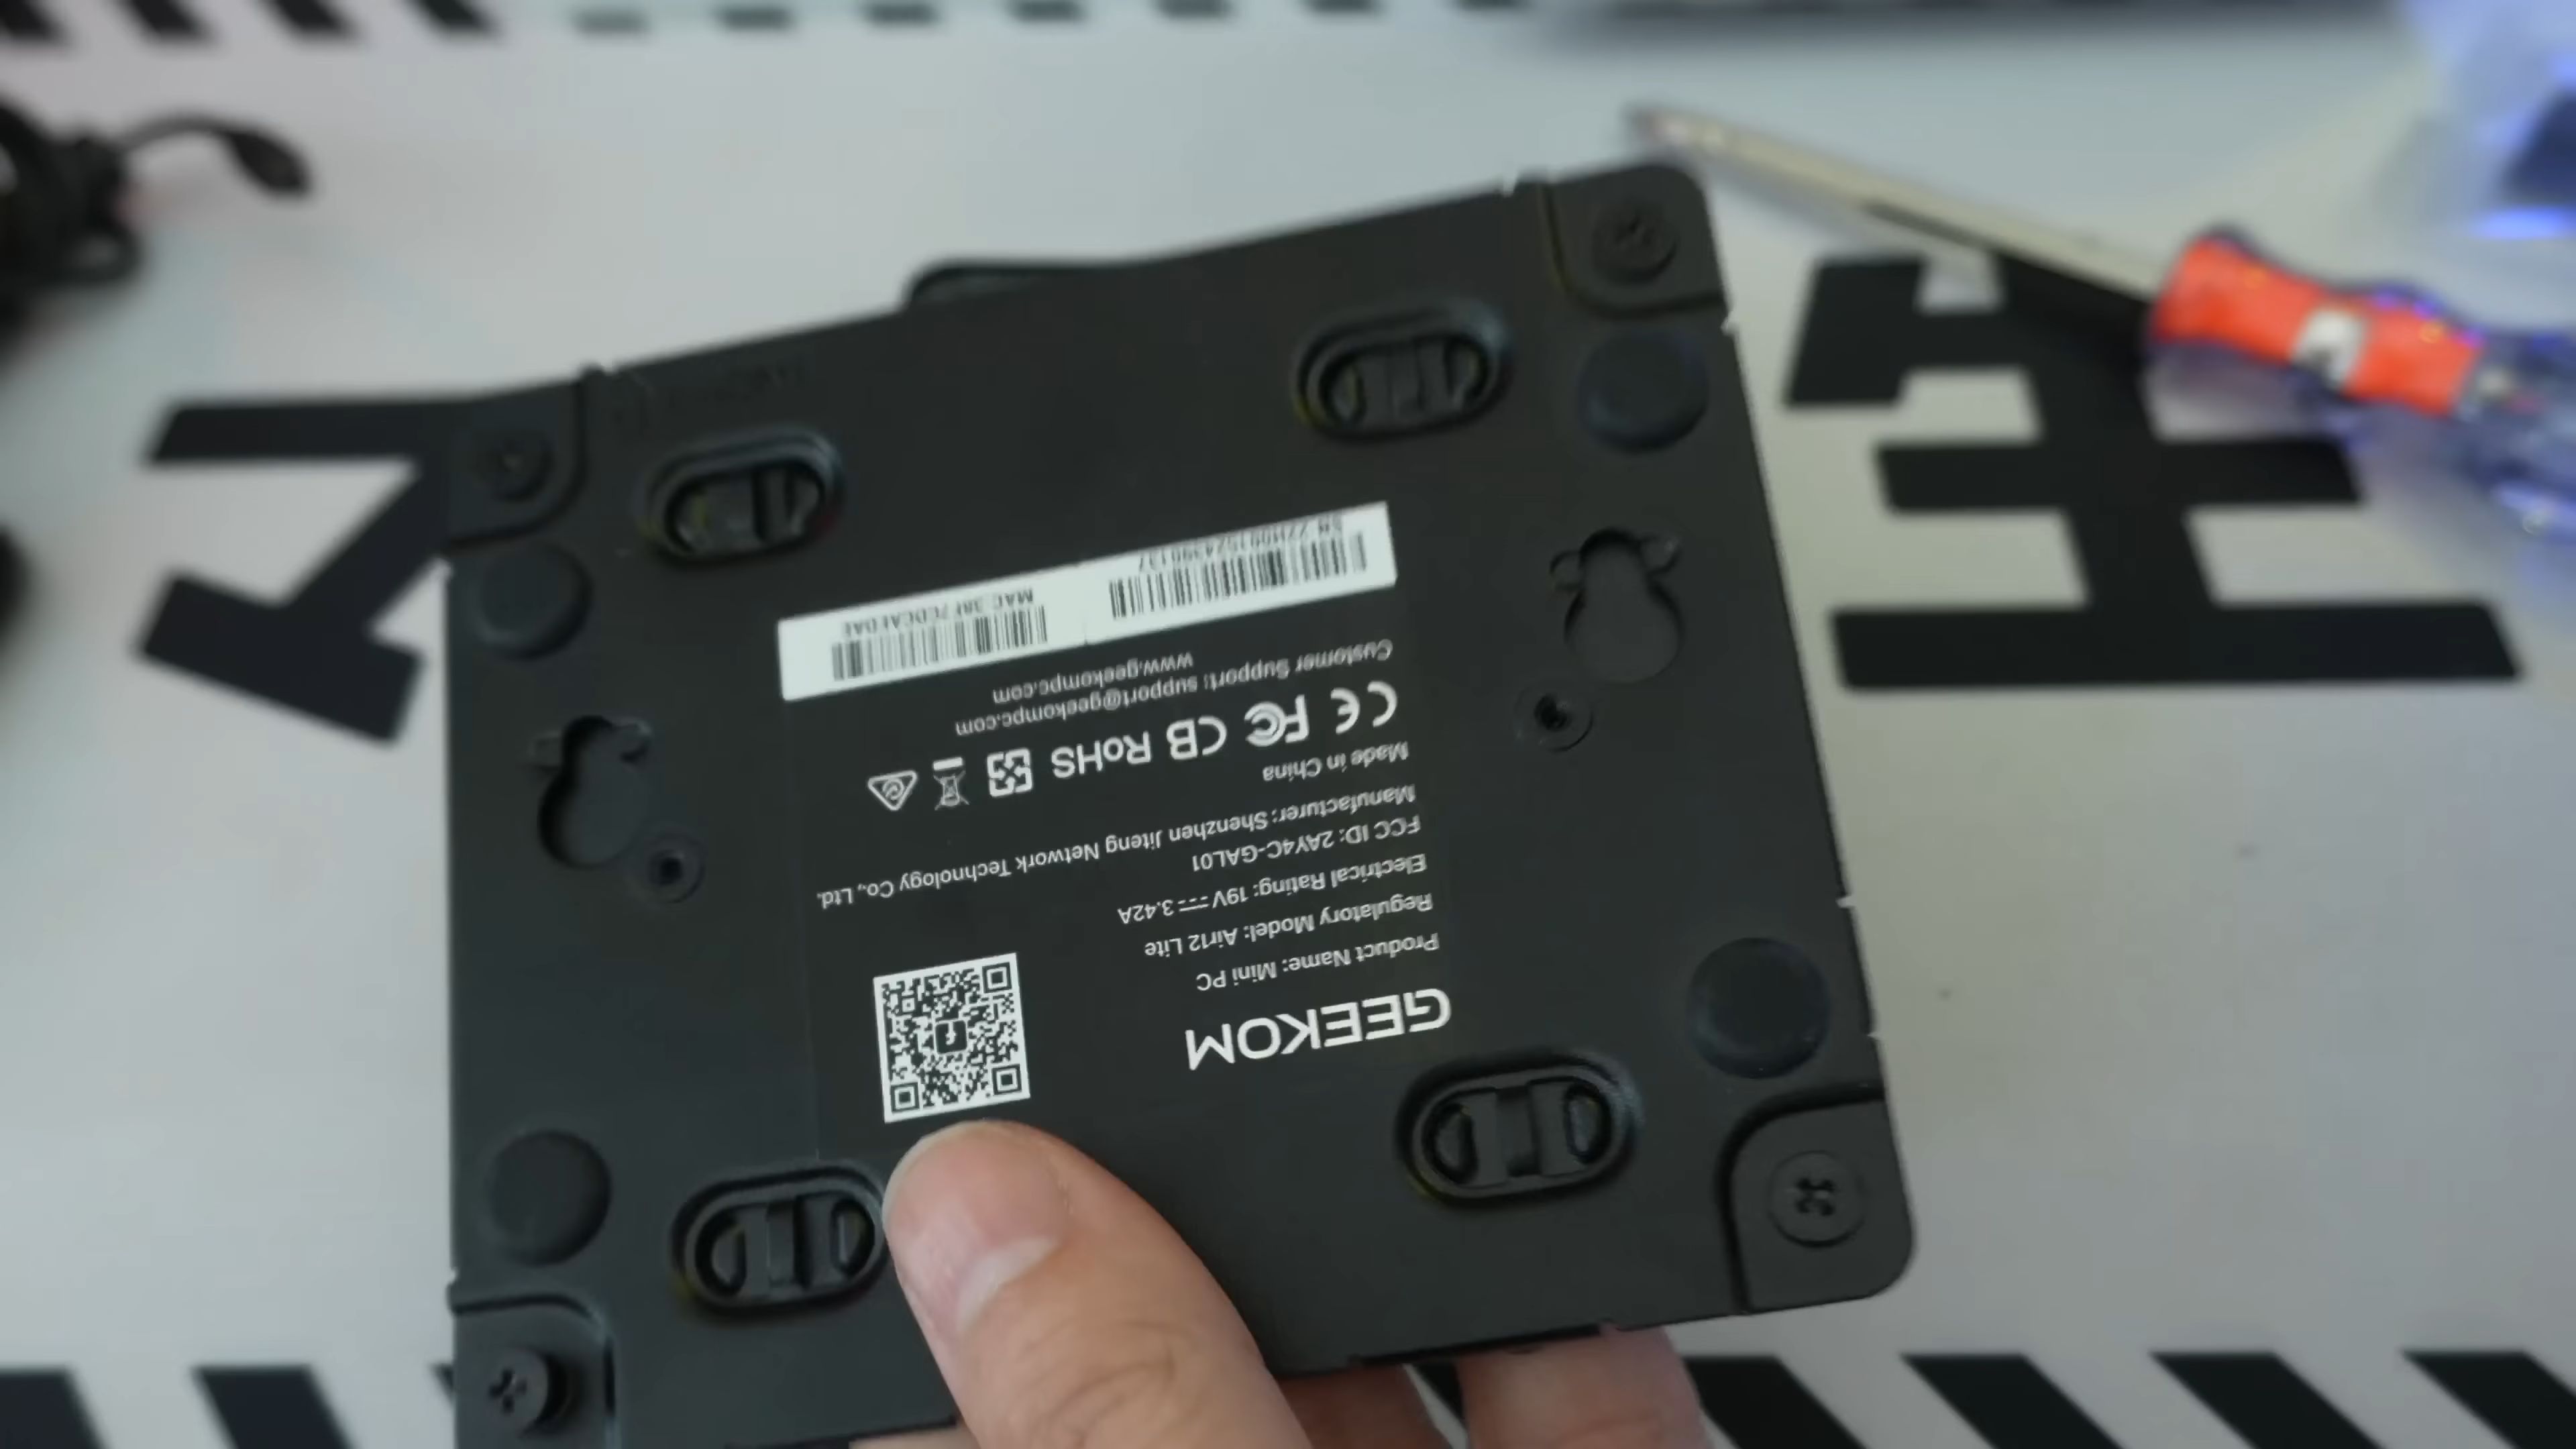 GEEKOM
Product Name: Mini PC
Regulatory Model: Air12 Lite
Electrical Rating: 19V⎓3.42A
FCC ID: 2AY4C-GAL01
Manufacturer: Shenzhen Jiteng Network Technology Co., Ltd.
Made in China
CE FC CB RoHS
Customer Support: support@geekompc.com
www.geekompc.com
MAC
SN